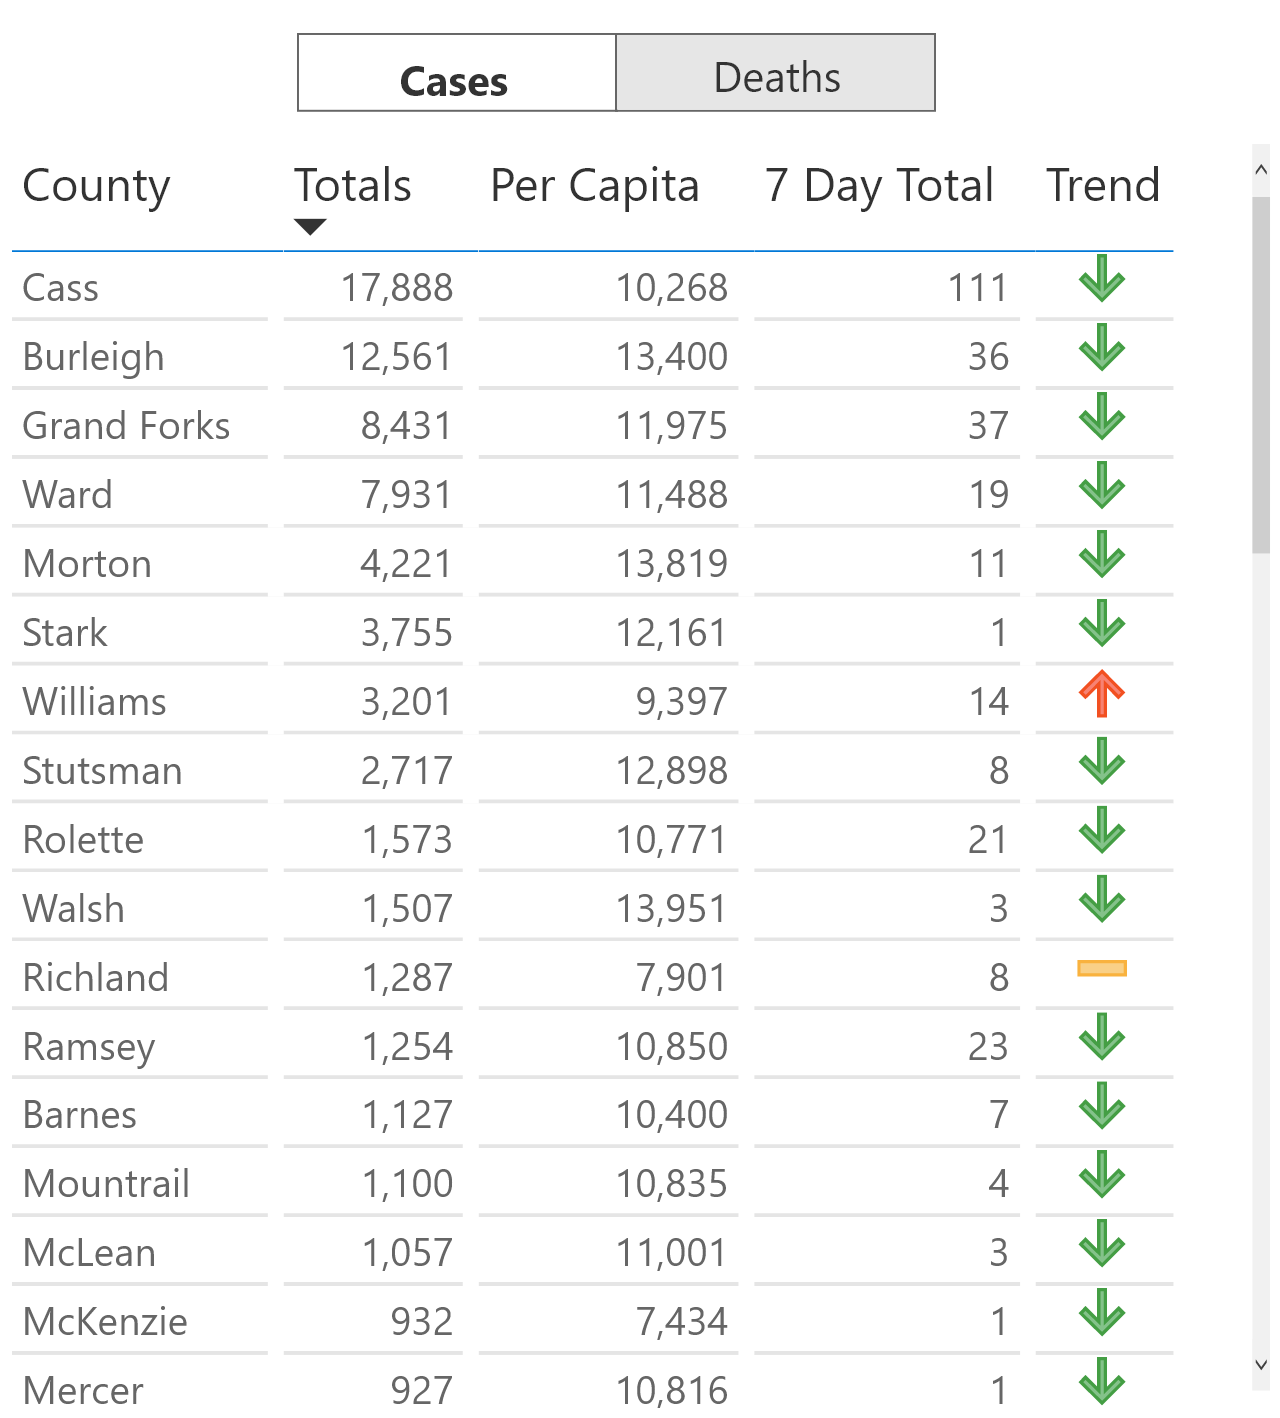 Cases Deaths
County Totals Per Capita 7 Day Total Trend
Cass 17,888 10,268 111
Burleigh 12,561 13,400 36
Grand Forks 8,431 11,975 37
Ward 7,931 11,488 19
Morton 4,221 13,819 11
Stark 3,755 12,161 1
Williams 3,201 9,397 14
Stutsman 2,717 12,898 8
Rolette 1,573 10,771 21
Walsh 1,507 13,951 3
Richland 1,287 7,901 8
Ramsey 1,254 10,850 23
Barnes 1,127 10,400 7
Mountrail 1,100 10,835 4
McLean 1,057 11,001 3
McKenzie 932 7,434 1
Mercer 927 10,816 1